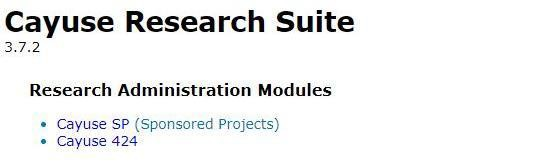 Cayuse Research Suite
3.7.2
Research Administration Modules
• Cayuse SP (Sponsored Projects)
• Cayuse 424